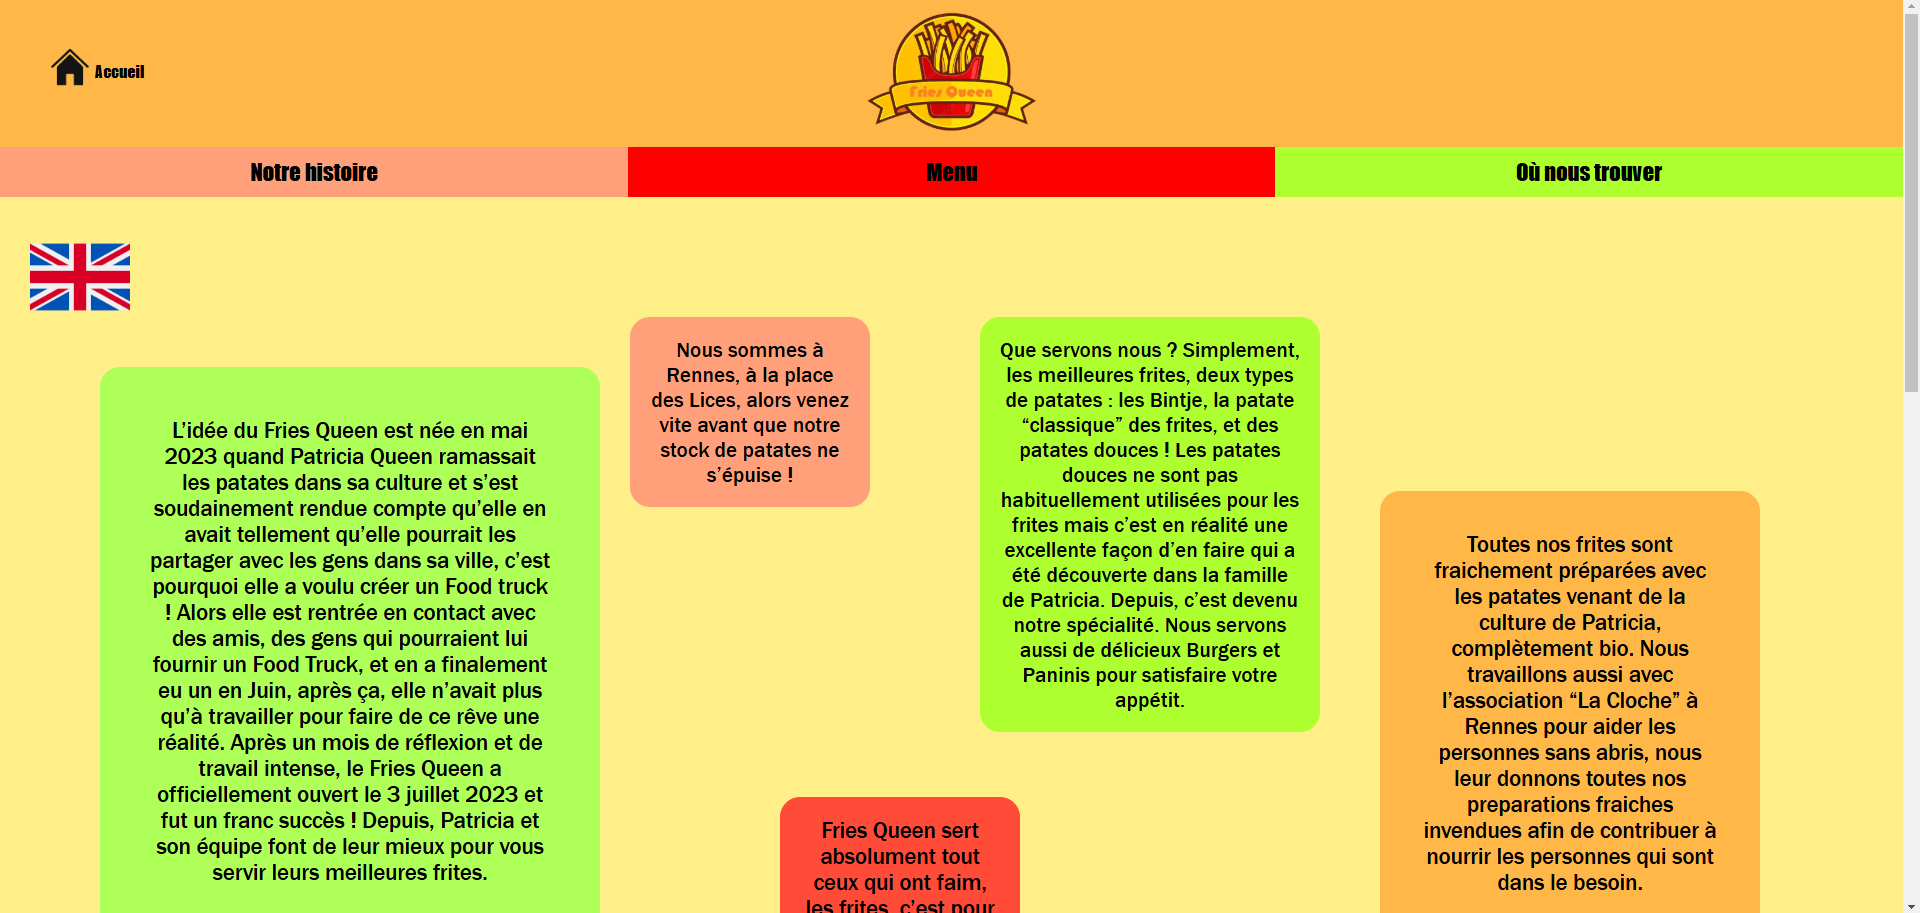 Accueil
Fries Queen
Notre histoire
Menu
Où nous trouver
L’idée du Fries Queen est née en mai
2023 quand Patricia Queen ramassait
les patates dans sa culture et s’est
soudainement rendue compte qu’elle en
avait tellement qu’elle pourrait les
partager avec les gens dans sa ville, c’est
pourquoi elle a voulu créer un Food truck
! Alors elle est rentrée en contact avec
des amis, des gens qui pourraient lui
fournir un Food Truck, et en a finalement
eu un en Juin, après ça, elle n’avait plus
qu’à travailler pour faire de ce rêve une
réalité. Après un mois de réflexion et de
travail intense, le Fries Queen a
officiellement ouvert le 3 juillet 2023 et
fut un franc succès ! Depuis, Patricia et
son équipe font de leur mieux pour vous
servir leurs meilleures frites.
Nous sommes à
Rennes, à la place
des Lices, alors venez
vite avant que notre
stock de patates ne
s’épuise !
Que servons nous ? Simplement,
les meilleures frites, deux types
de patates : les Bintje, la patate
“classique” des frites, et des
patates douces ! Les patates
douces ne sont pas
habituellement utilisées pour les
frites mais c’est en réalité une
excellente façon d’en faire qui a
été découverte dans la famille
de Patricia. Depuis, c’est devenu
notre spécialité. Nous servons
aussi de délicieux Burgers et
Paninis pour satisfaire votre
appétit.
Toutes nos frites sont
fraichement préparées avec
les patates venant de la
culture de Patricia,
complètement bio. Nous
travaillons aussi avec
l’association “La Cloche” à
Rennes pour aider les
personnes sans abris, nous
leur donnons toutes nos
preparations fraiches
invendues afin de contribuer à
nourrir les personnes qui sont
dans le besoin.
Fries Queen sert
absolument tout
ceux qui ont faim,
les frites, c’est pour